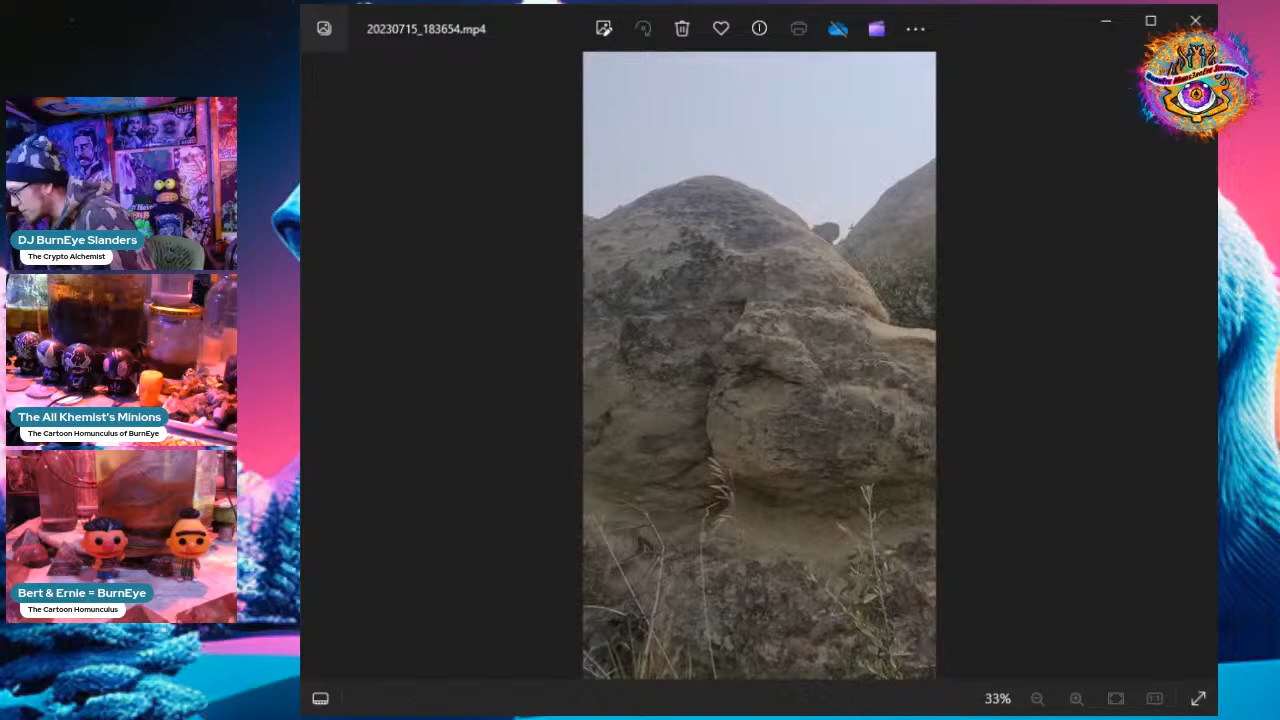 20230715_183654.mp4
DJ BurnEye Slanders
The Crypto Alchemist
The All Khemist's Minions
The Cartoon Homunculus of BurnEye
Bert & Ernie = BurnEye
The Cartoon Homunculus
33%